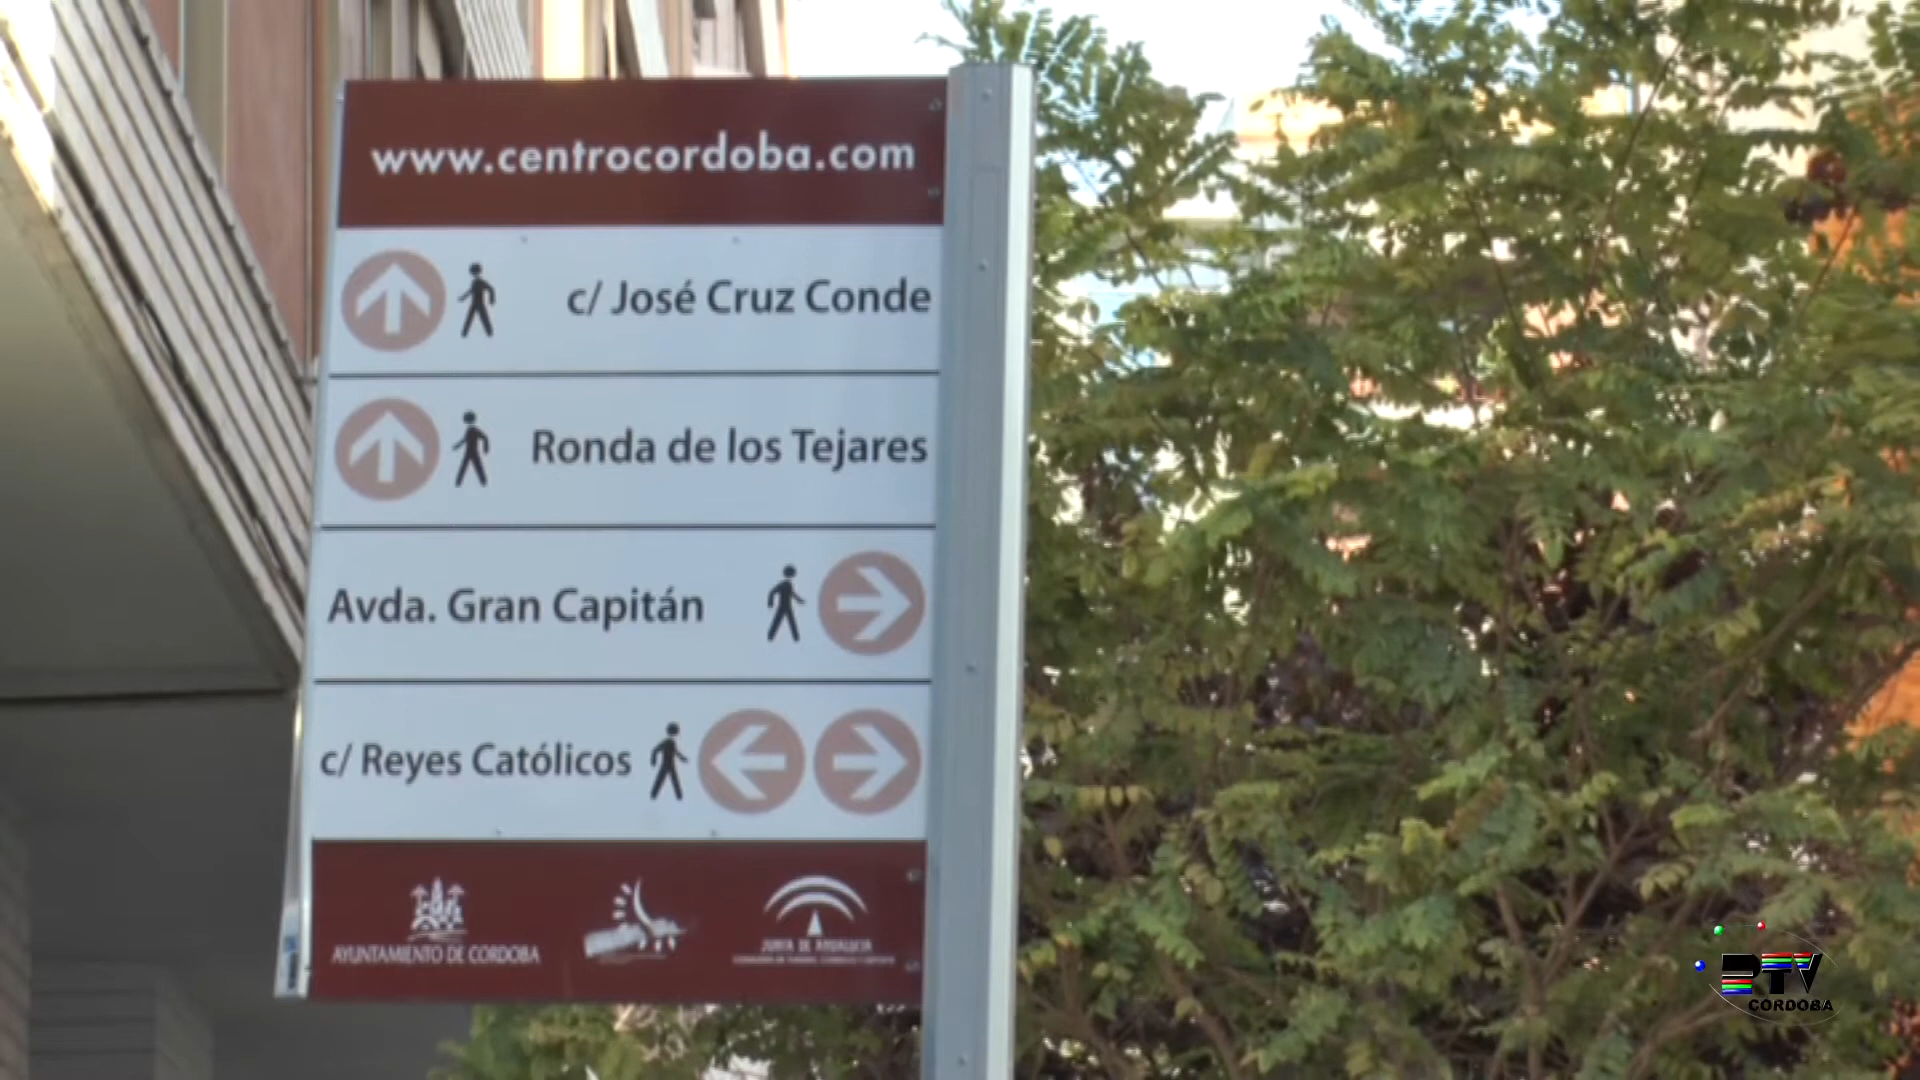 www.centrocordoba.com
c/ José Cruz Conde
Ronda de los Tejares
Avda. Gran Capitán
c/ Reyes Católicos
AYUNTAMIENTO DE CORDOBA
JUNTA DE ANDALUCIA
RTV
CORDOBA